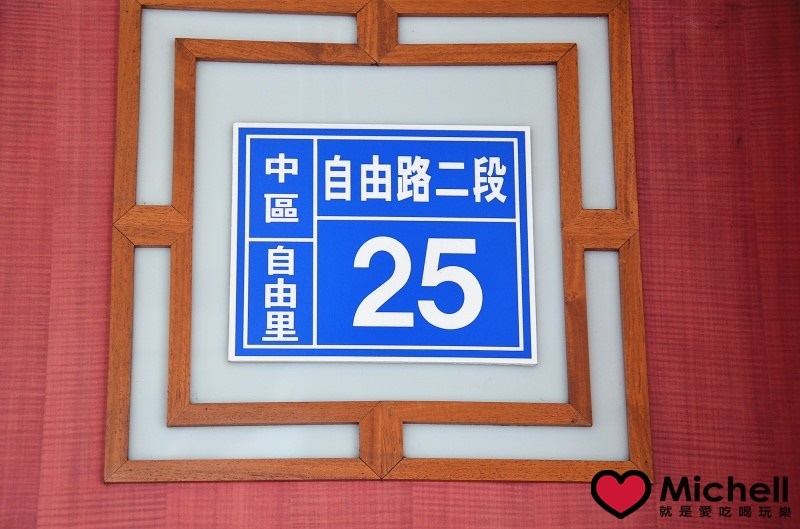 中區
自由里
自由路二段
25
Michell
就是愛吃喝玩樂